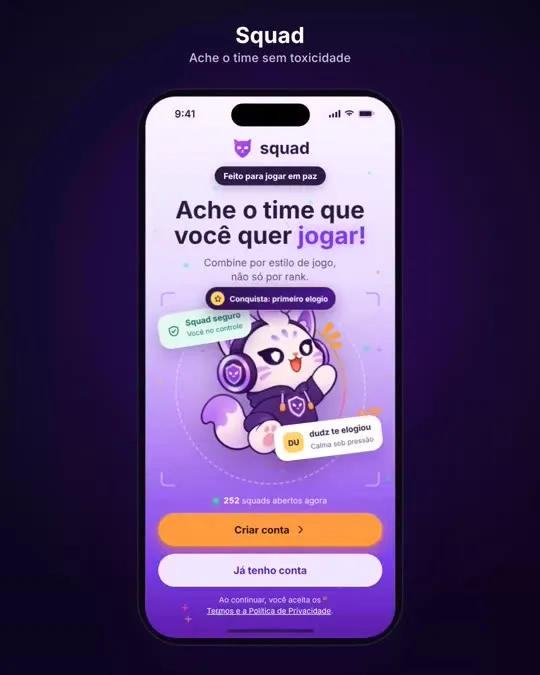 Squad
Ache o time sem toxicidade
9:41
squad
Feito para jogar em paz
Ache o time que
você quer jogar!
Combine por estilo de jogo,
não só por rank.
Conquista: primeiro elogio
Squad seguro
Você no controle
DU
dudz te elogiou
Calma sob pressão
252 squads abertos agora
Criar conta
Já tenho conta
Ao continuar, você aceita os
Termos e a Política de Privacidade.